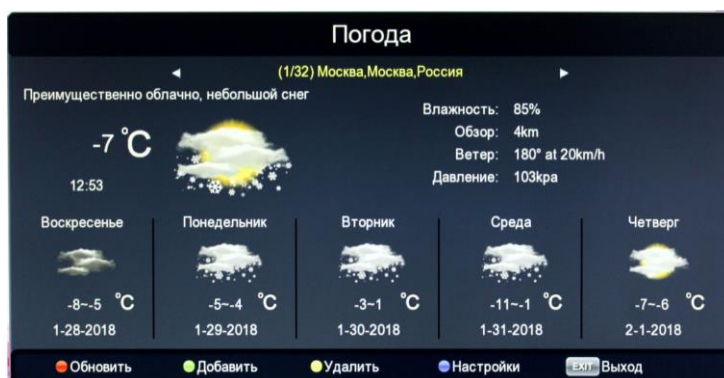 Погода
(1/32) Москва,Москва,Россия
Преимущественно облачно, небольшой снег
-7 °C
12:53
Влажность: 85%
Обзор: 4km
Ветер: 180° at 20km/h
Давление: 103kpa
Воскресенье Понедельник Вторник Среда Четверг
-8~-5 °C -5~-4 °C -3~1 °C -11~-1 °C -7~-6 °C
1-28-2018 1-29-2018 1-30-2018 1-31-2018 2-1-2018
Обновить Добавить Удалить Настройки EXIT Выход